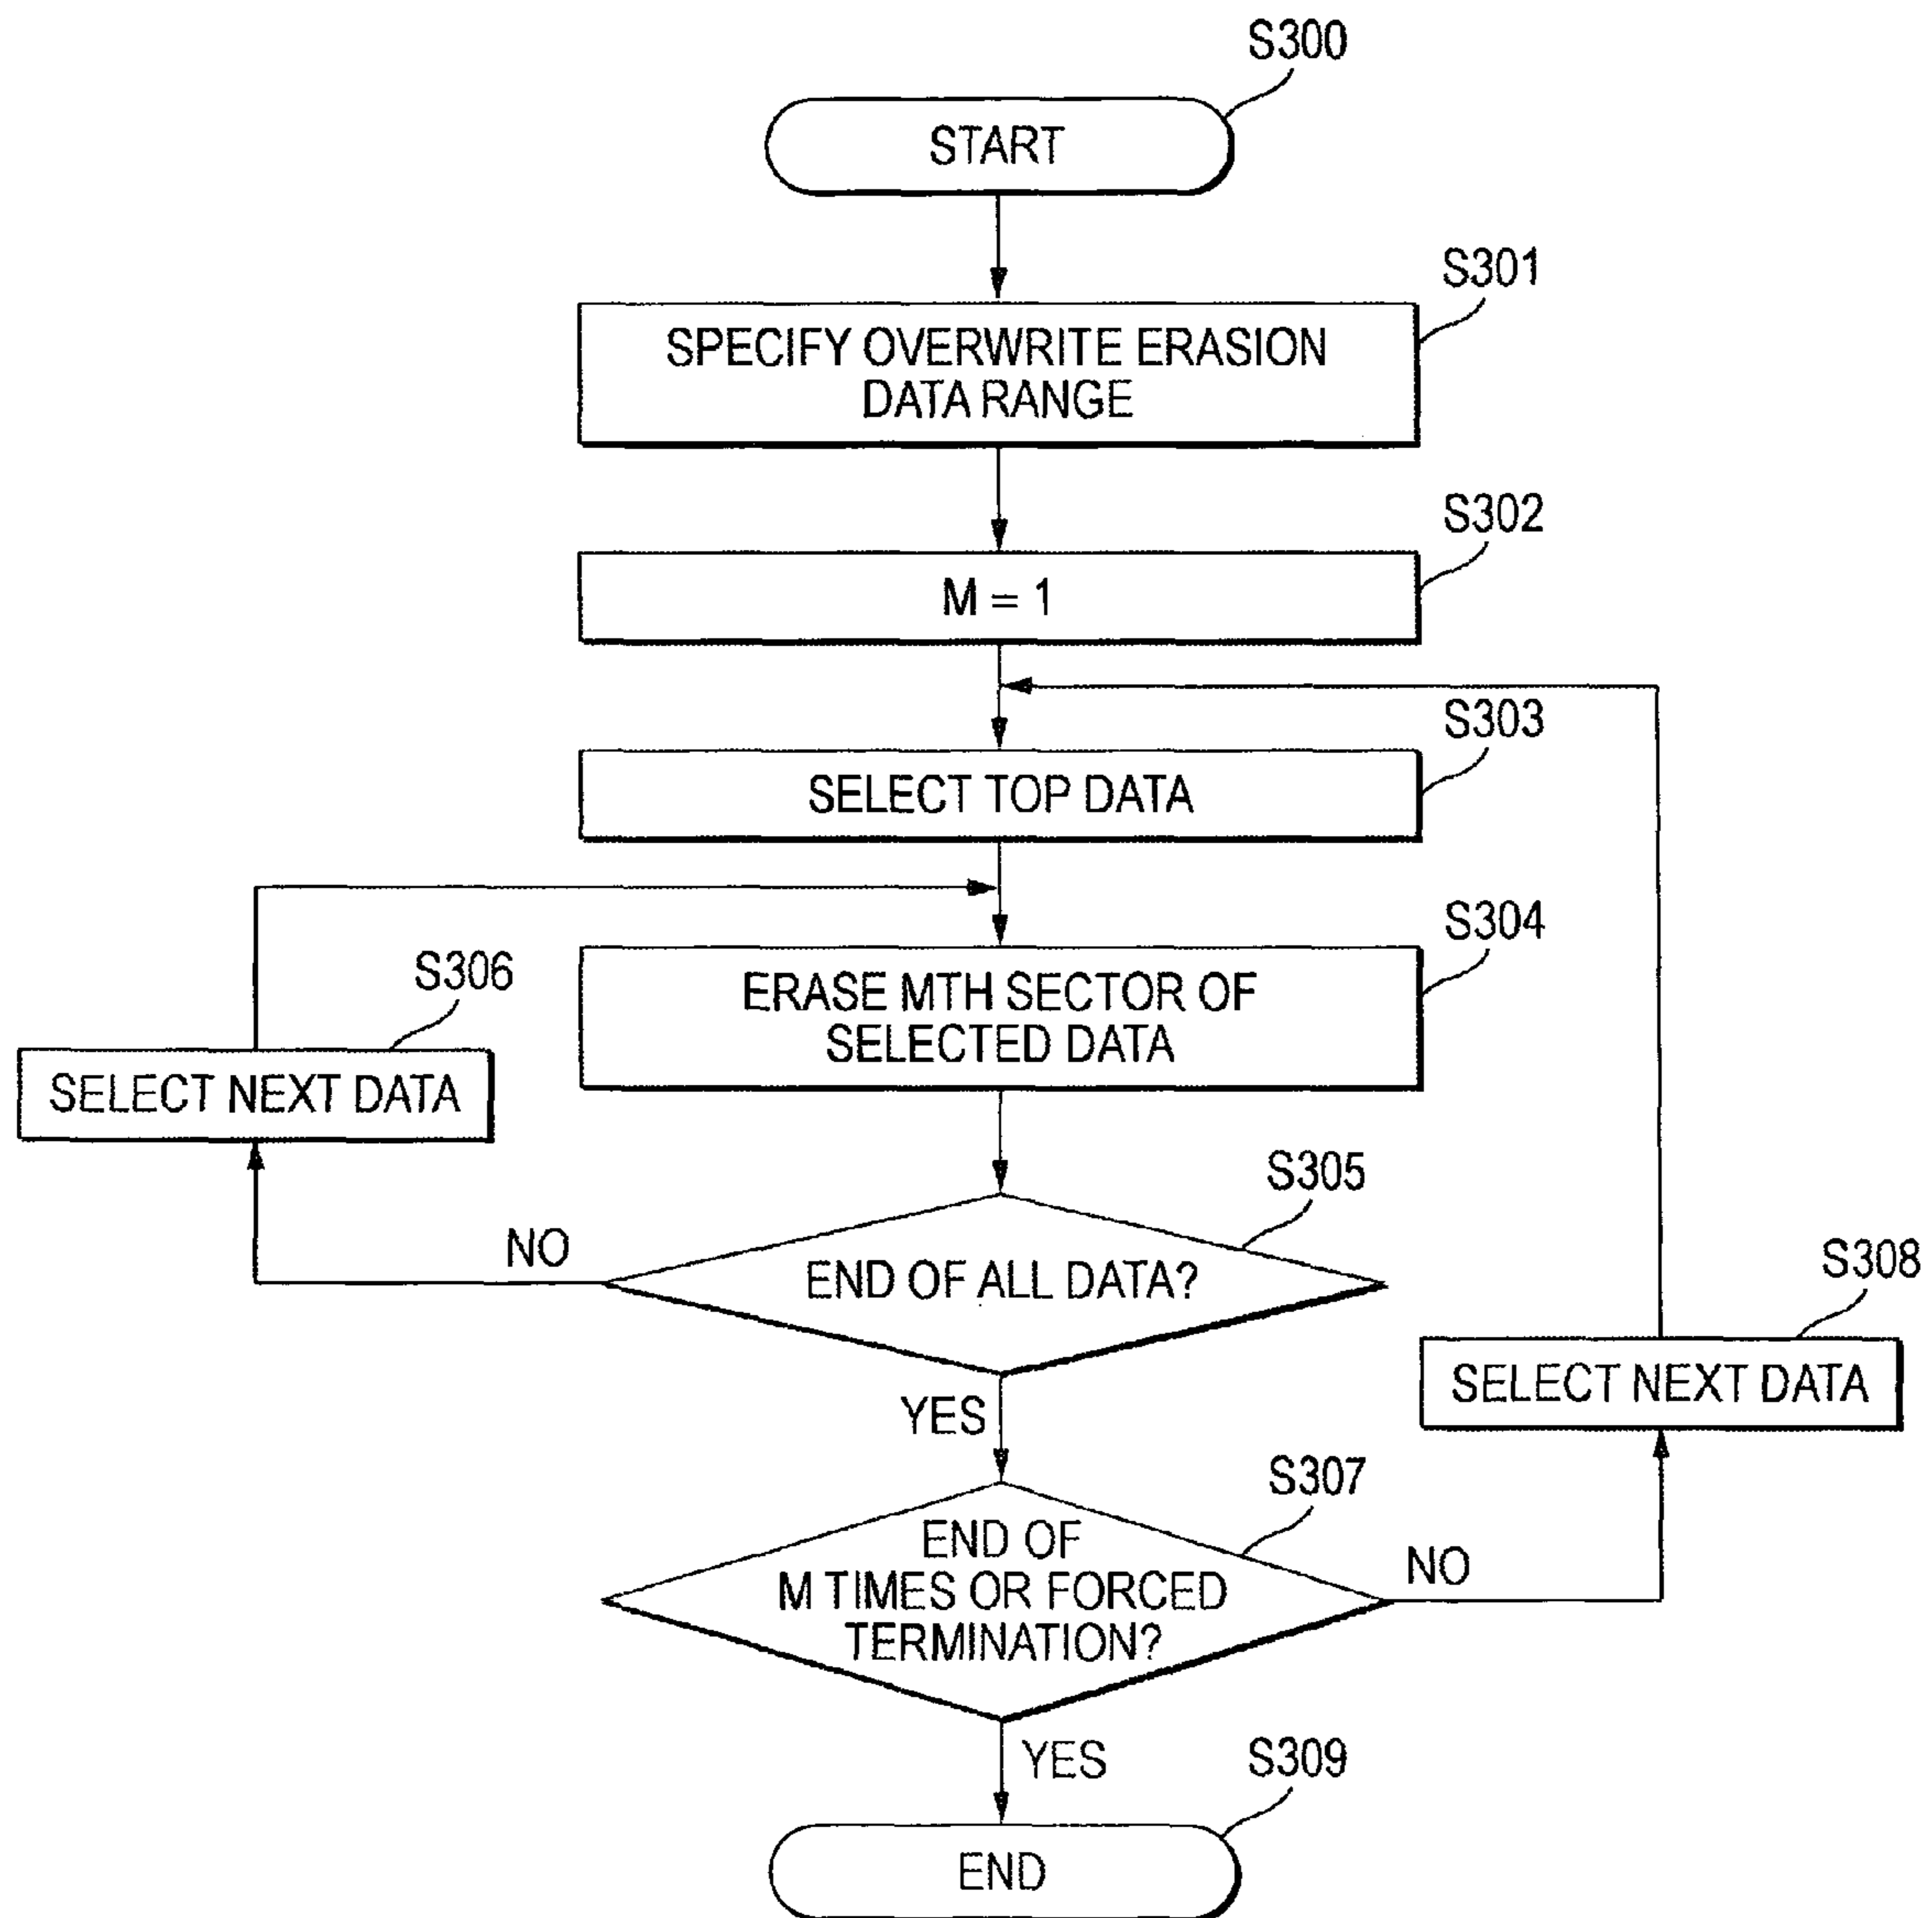 S300
START
S301
SPECIFY OVERWRITE ERASION
DATA RANGE
S302
M = 1
S303
SELECT TOP DATA
S304
ERASE MTH SECTOR OF
SELECTED DATA
S306
SELECT NEXT DATA
S305
NO
END OF ALL DATA?
S308
SELECT NEXT DATA
YES
S307
END OF
M TIMES OR FORCED
TERMINATION?
NO
YES
S309
END